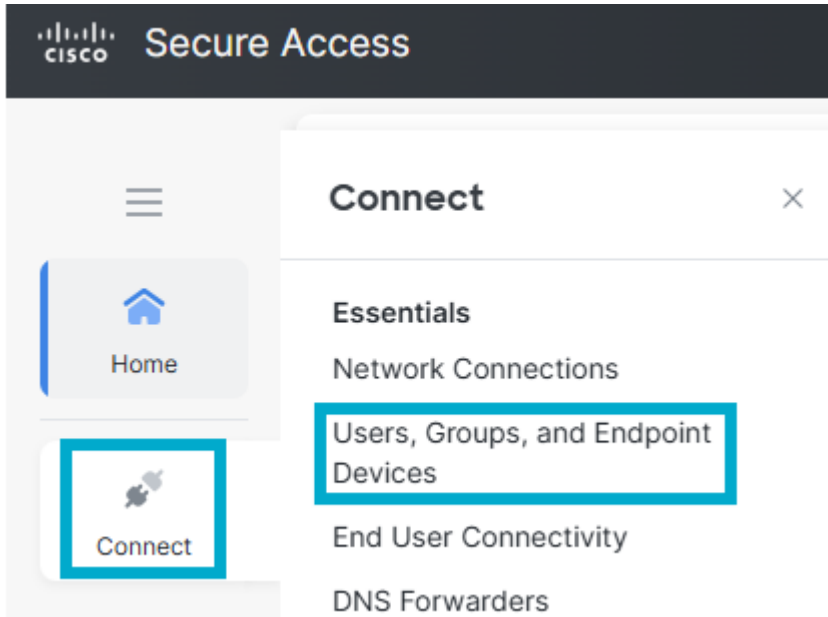 cisco Secure Access
Connect
Home
Connect
Essentials
Network Connections
Users, Groups, and Endpoint
Devices
End User Connectivity
DNS Forwarders